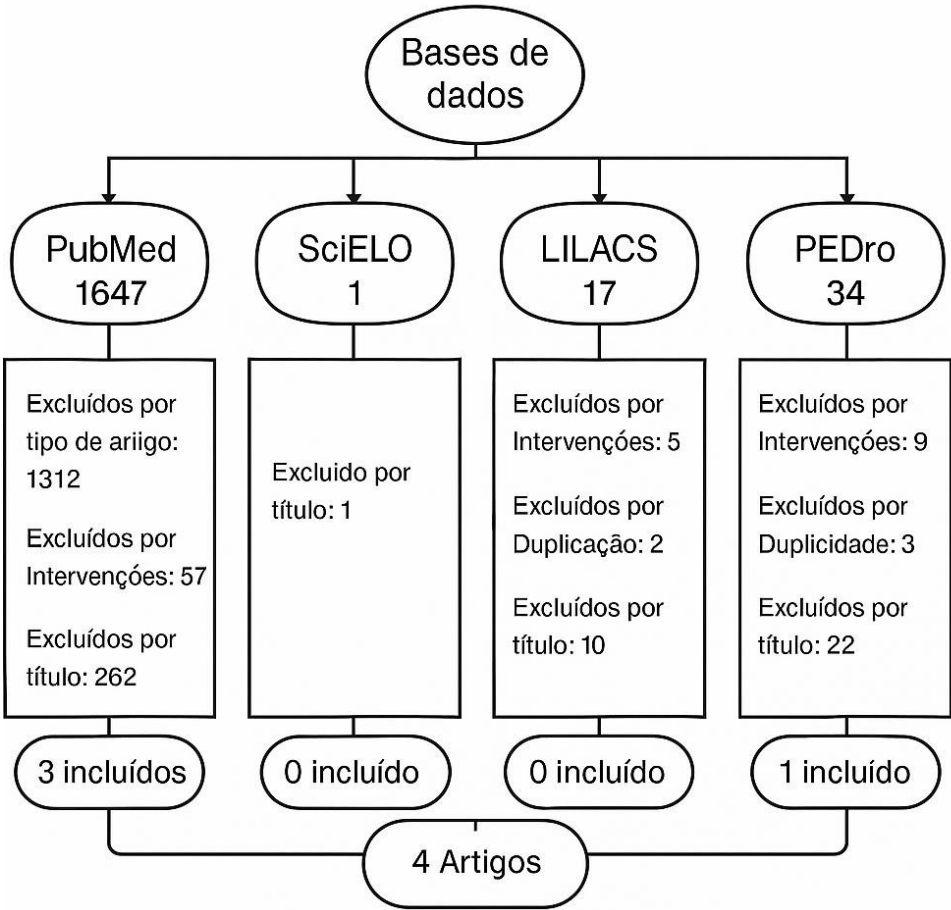 Bases de
dados
PubMed
1647
SciELO
1
LILACS
17
PEDro
34
Excluídos por
tipo de ariigo:
1312
Excluídos por
Intervenções: 57
Excluídos por
título: 262
Excluido por
título: 1
Excluídos por
Intervenções: 5
Excluídos por
Duplicação: 2
Excluídos por
título: 10
Excluídos por
Intervenções: 9
Excluídos por
Duplicidade: 3
Excluídos por
título: 22
3 incluídos
0 incluído
0 incluído
1 incluído
4 Artigos